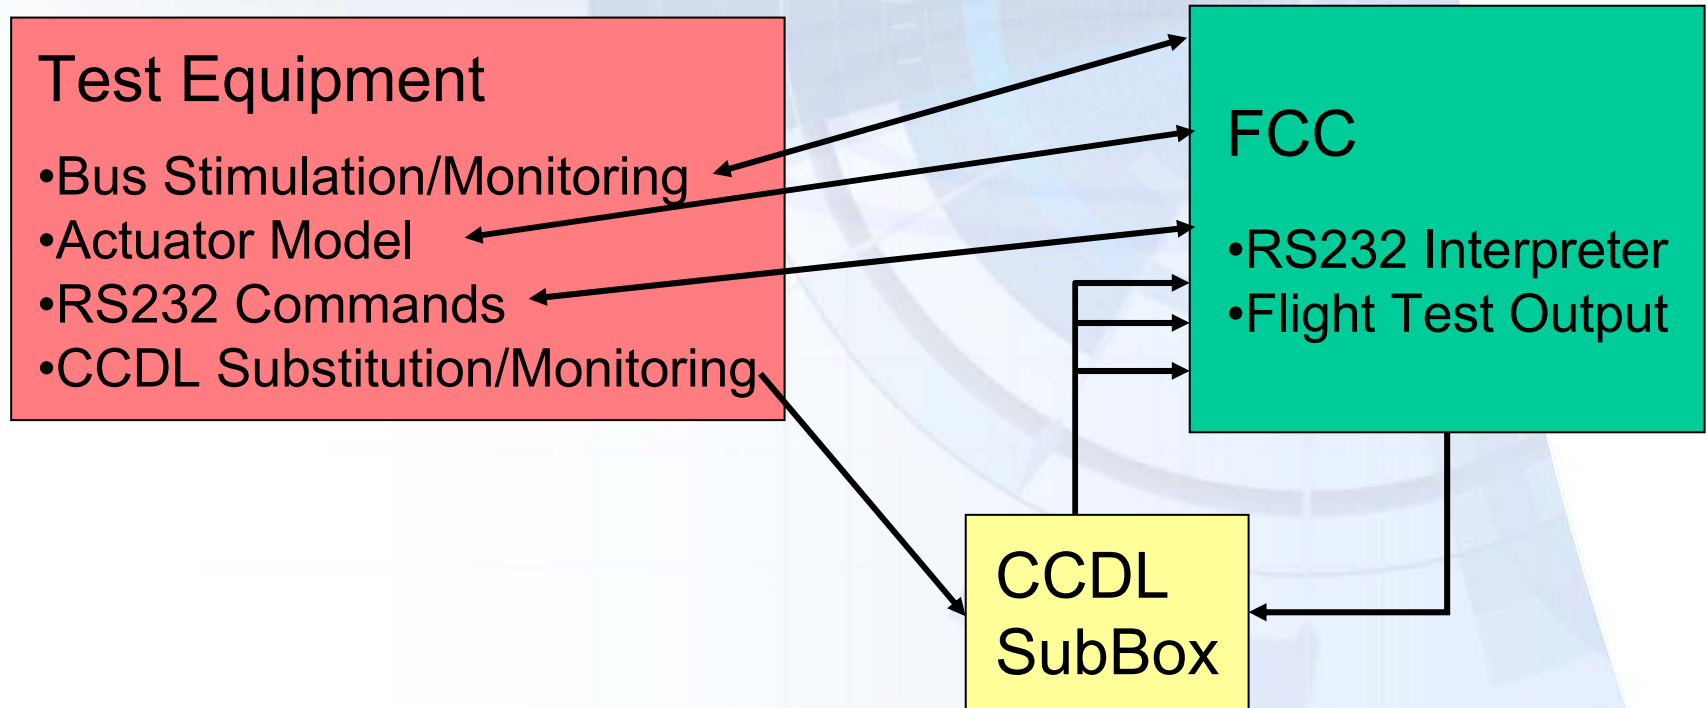 Test Equipment
•Bus Stimulation/Monitoring
•Actuator Model
•RS232 Commands
•CCDL Substitution/Monitoring
FCC
•RS232 Interpreter
•Flight Test Output
CCDL
SubBox